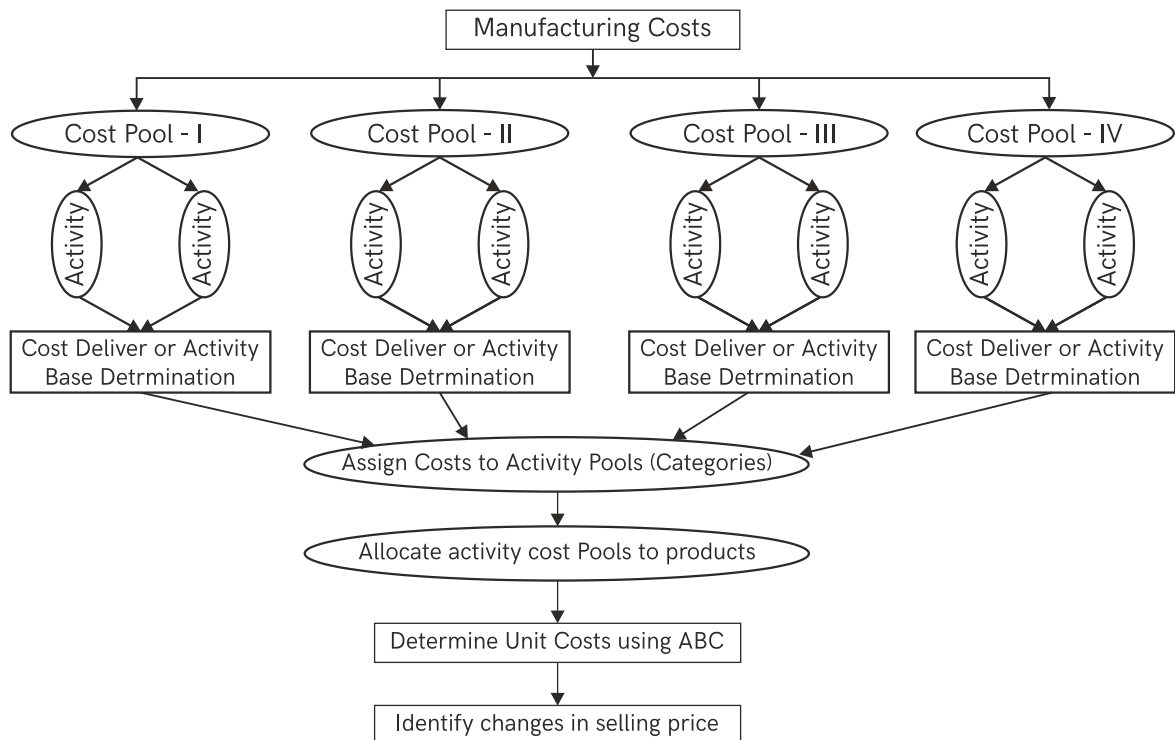 Manufacturing Costs
Cost Pool - I
Cost Pool - II
Cost Pool - III
Cost Pool - IV
Activity
Activity
Activity
Activity
Activity
Activity
Activity
Activity
Cost Deliver or Activity
Base Detrmination
Cost Deliver or Activity
Base Detrmination
Cost Deliver or Activity
Base Detrmination
Cost Deliver or Activity
Base Detrmination
Assign Costs to Activity Pools (Categories)
Allocate activity cost Pools to products
Determine Unit Costs using ABC
Identify changes in selling price